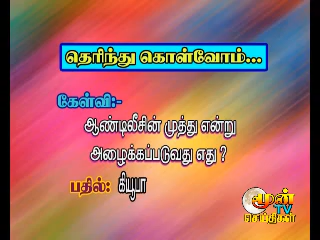 தெரிந்து கொள்வோம்...
கேள்வி:-
ஆண்டிலீசின் முத்து என்று
அழைக்கப்படுவது எது ?
பதில்: கியூபா
மூன்
TV
செய்திகள்